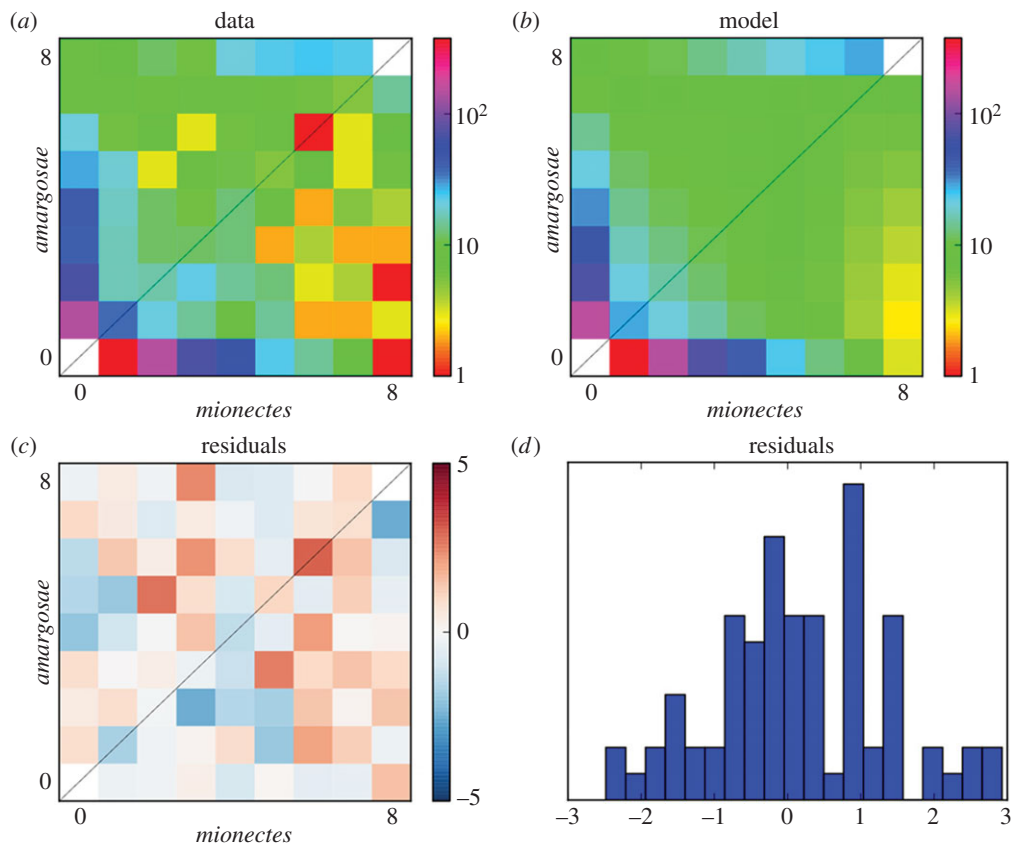 (a) data
8
0
amargosae
0 8
mionectes
10²
10
1
(b) model
8
0
amargosae
0 8
mionectes
10²
10
1
(c) residuals
8
0
amargosae
0 8
mionectes
5
0
–5
(d) residuals
–3 –2 –1 0 1 2 3